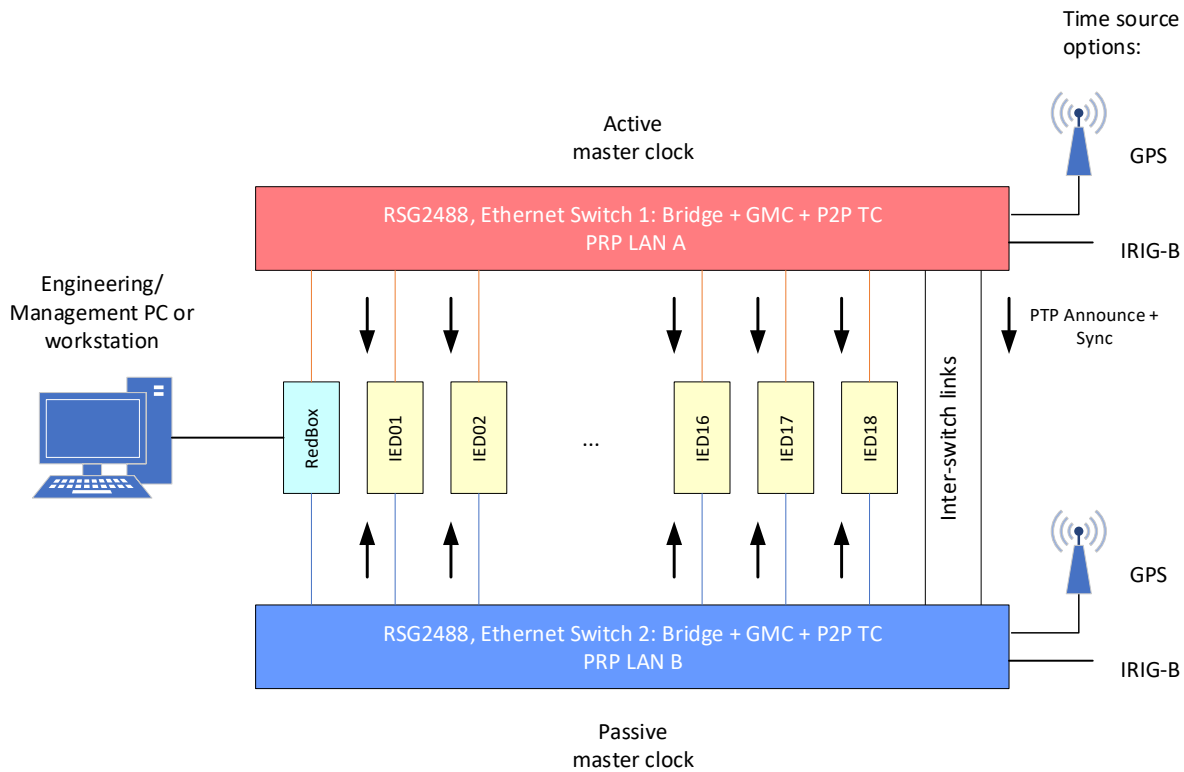 Time source
options:
Active
master clock
GPS
RSG2488, Ethernet Switch 1: Bridge + GMC + P2P TC
PRP LAN A
IRIG-B
Engineering/
Management PC or
workstation
PTP Announce +
Sync
RedBox
IED01
IED02
...
IED16
IED17
IED18
Inter-switch links
GPS
RSG2488, Ethernet Switch 2: Bridge + GMC + P2P TC
PRP LAN B
IRIG-B
Passive
master clock